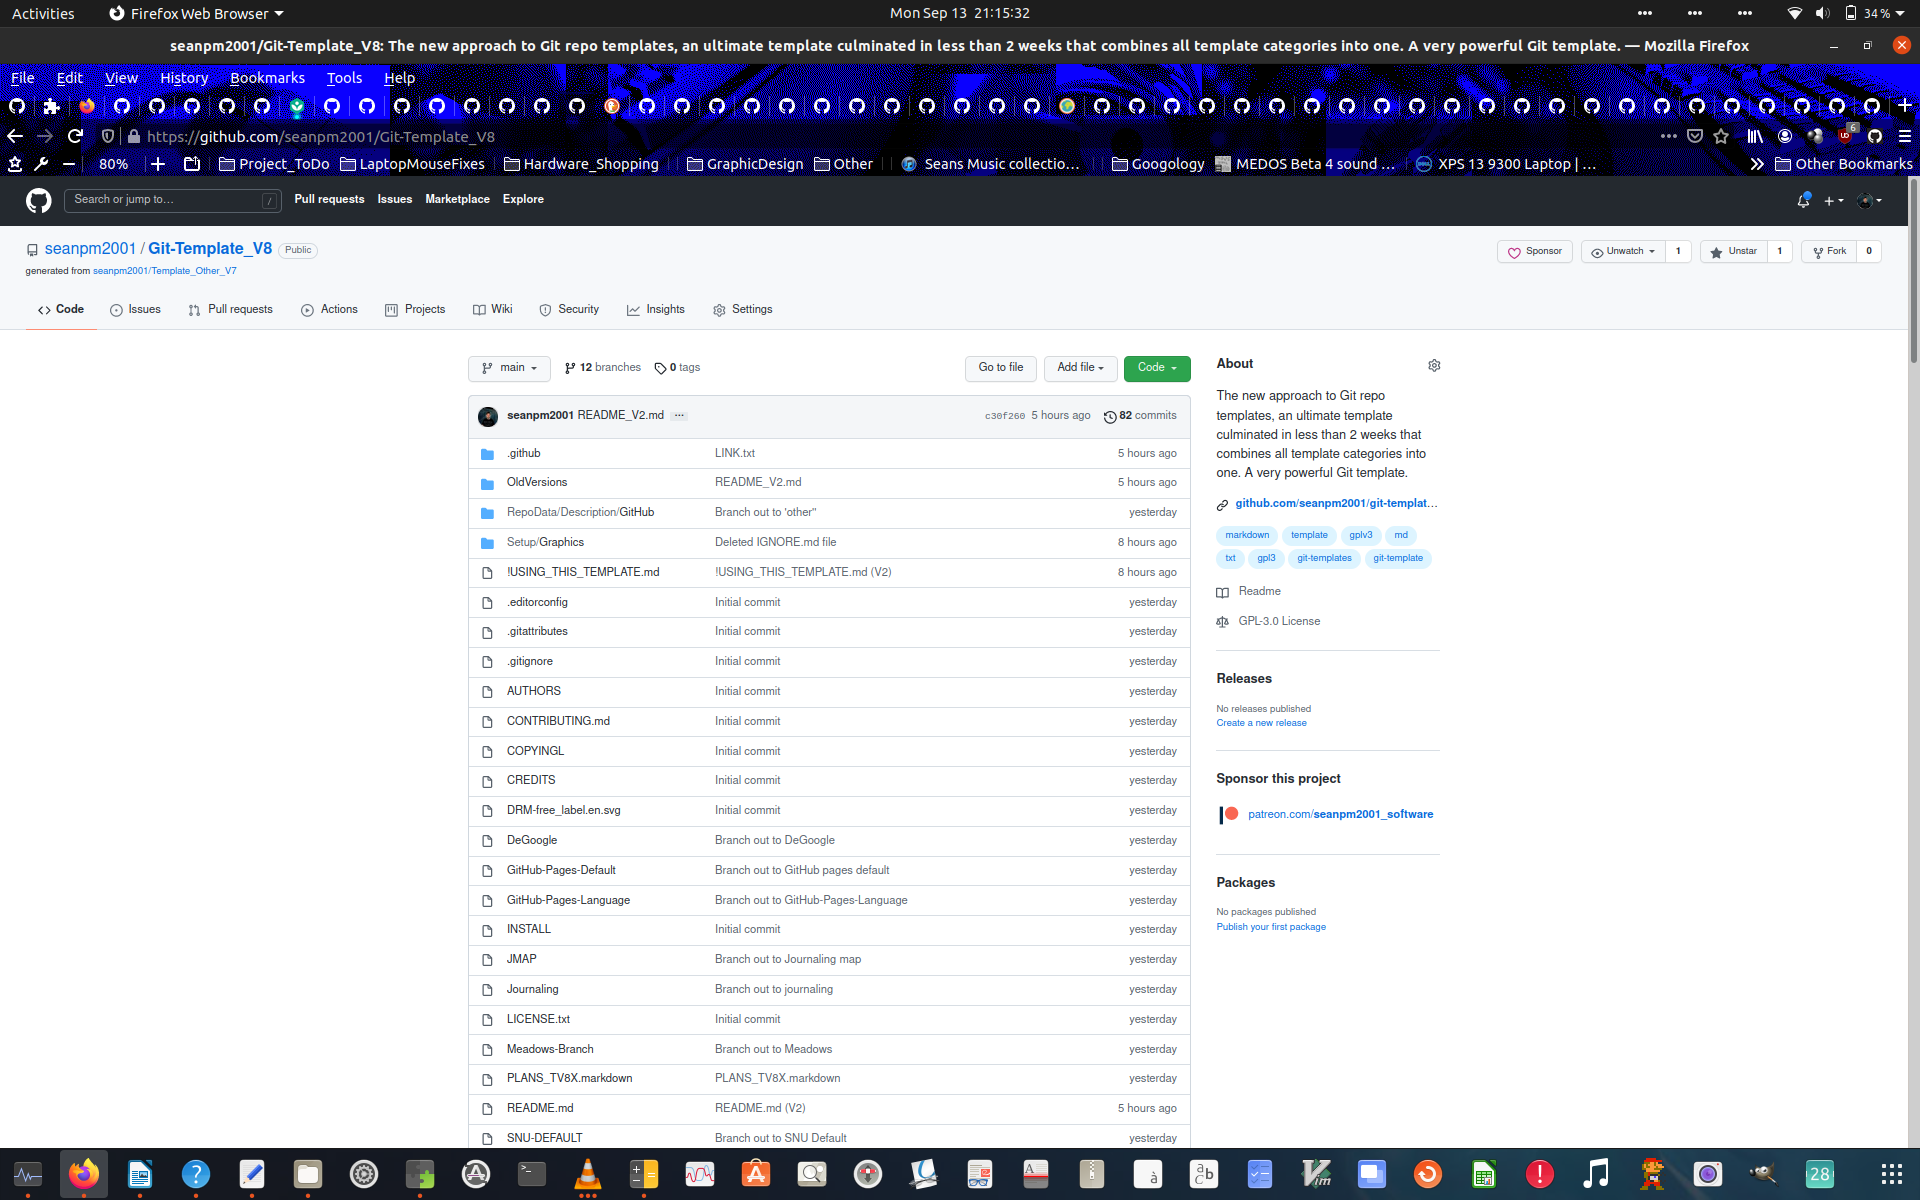 Activities Firefox Web Browser Mon Sep 13 21:15:32 34 %
seanpm2001/Git-Template_V8: The new approach to Git repo templates, an ultimate template culminated in less than 2 weeks that combines all template categories into one. A very powerful Git template. — Mozilla Firefox
File Edit View History Bookmarks Tools Help
https://github.com/seanpm2001/Git-Template_V8 6
80% Project_ToDo LaptopMouseFixes Hardware_Shopping GraphicDesign Other Seans Music collectio… Googology MEDOS Beta 4 sound … XPS 13 9300 Laptop | … Other Bookmarks
Search or jump to… / Pull requests Issues Marketplace Explore
seanpm2001 / Git-Template_V8 Public Sponsor Unwatch 1 Unstar 1 Fork 0
generated from seanpm2001/Template_Other_V7
Code Issues Pull requests Actions Projects Wiki Security Insights Settings
main 12 branches 0 tags Go to file Add file Code
seanpm2001 README_V2.md … c30f260 5 hours ago 82 commits
.github LINK.txt 5 hours ago
OldVersions README_V2.md 5 hours ago
RepoData/Description/GitHub Branch out to 'other" yesterday
Setup/Graphics Deleted IGNORE.md file 8 hours ago
!USING_THIS_TEMPLATE.md !USING_THIS_TEMPLATE.md (V2) 8 hours ago
.editorconfig Initial commit yesterday
.gitattributes Initial commit yesterday
.gitignore Initial commit yesterday
AUTHORS Initial commit yesterday
CONTRIBUTING.md Initial commit yesterday
COPYINGL Initial commit yesterday
CREDITS Initial commit yesterday
DRM-free_label.en.svg Initial commit yesterday
DeGoogle Branch out to DeGoogle yesterday
GitHub-Pages-Default Branch out to GitHub pages default yesterday
GitHub-Pages-Language Branch out to GitHub-Pages-Language yesterday
INSTALL Initial commit yesterday
JMAP Branch out to Journaling map yesterday
Journaling Branch out to journaling yesterday
LICENSE.txt Initial commit yesterday
Meadows-Branch Branch out to Meadows yesterday
PLANS_TV8X.markdown PLANS_TV8X.markdown yesterday
README.md README.md (V2) 5 hours ago
SNU-DEFAULT Branch out to SNU Default yesterday
About
The new approach to Git repo
templates, an ultimate template
culminated in less than 2 weeks that
combines all template categories into
one. A very powerful Git template.
github.com/seanpm2001/git-templat…
markdown template gplv3 md
txt gpl3 git-templates git-template
Readme
GPL-3.0 License
Releases
No releases published
Create a new release
Sponsor this project
patreon.com/seanpm2001_software
Packages
No packages published
Publish your first package
28